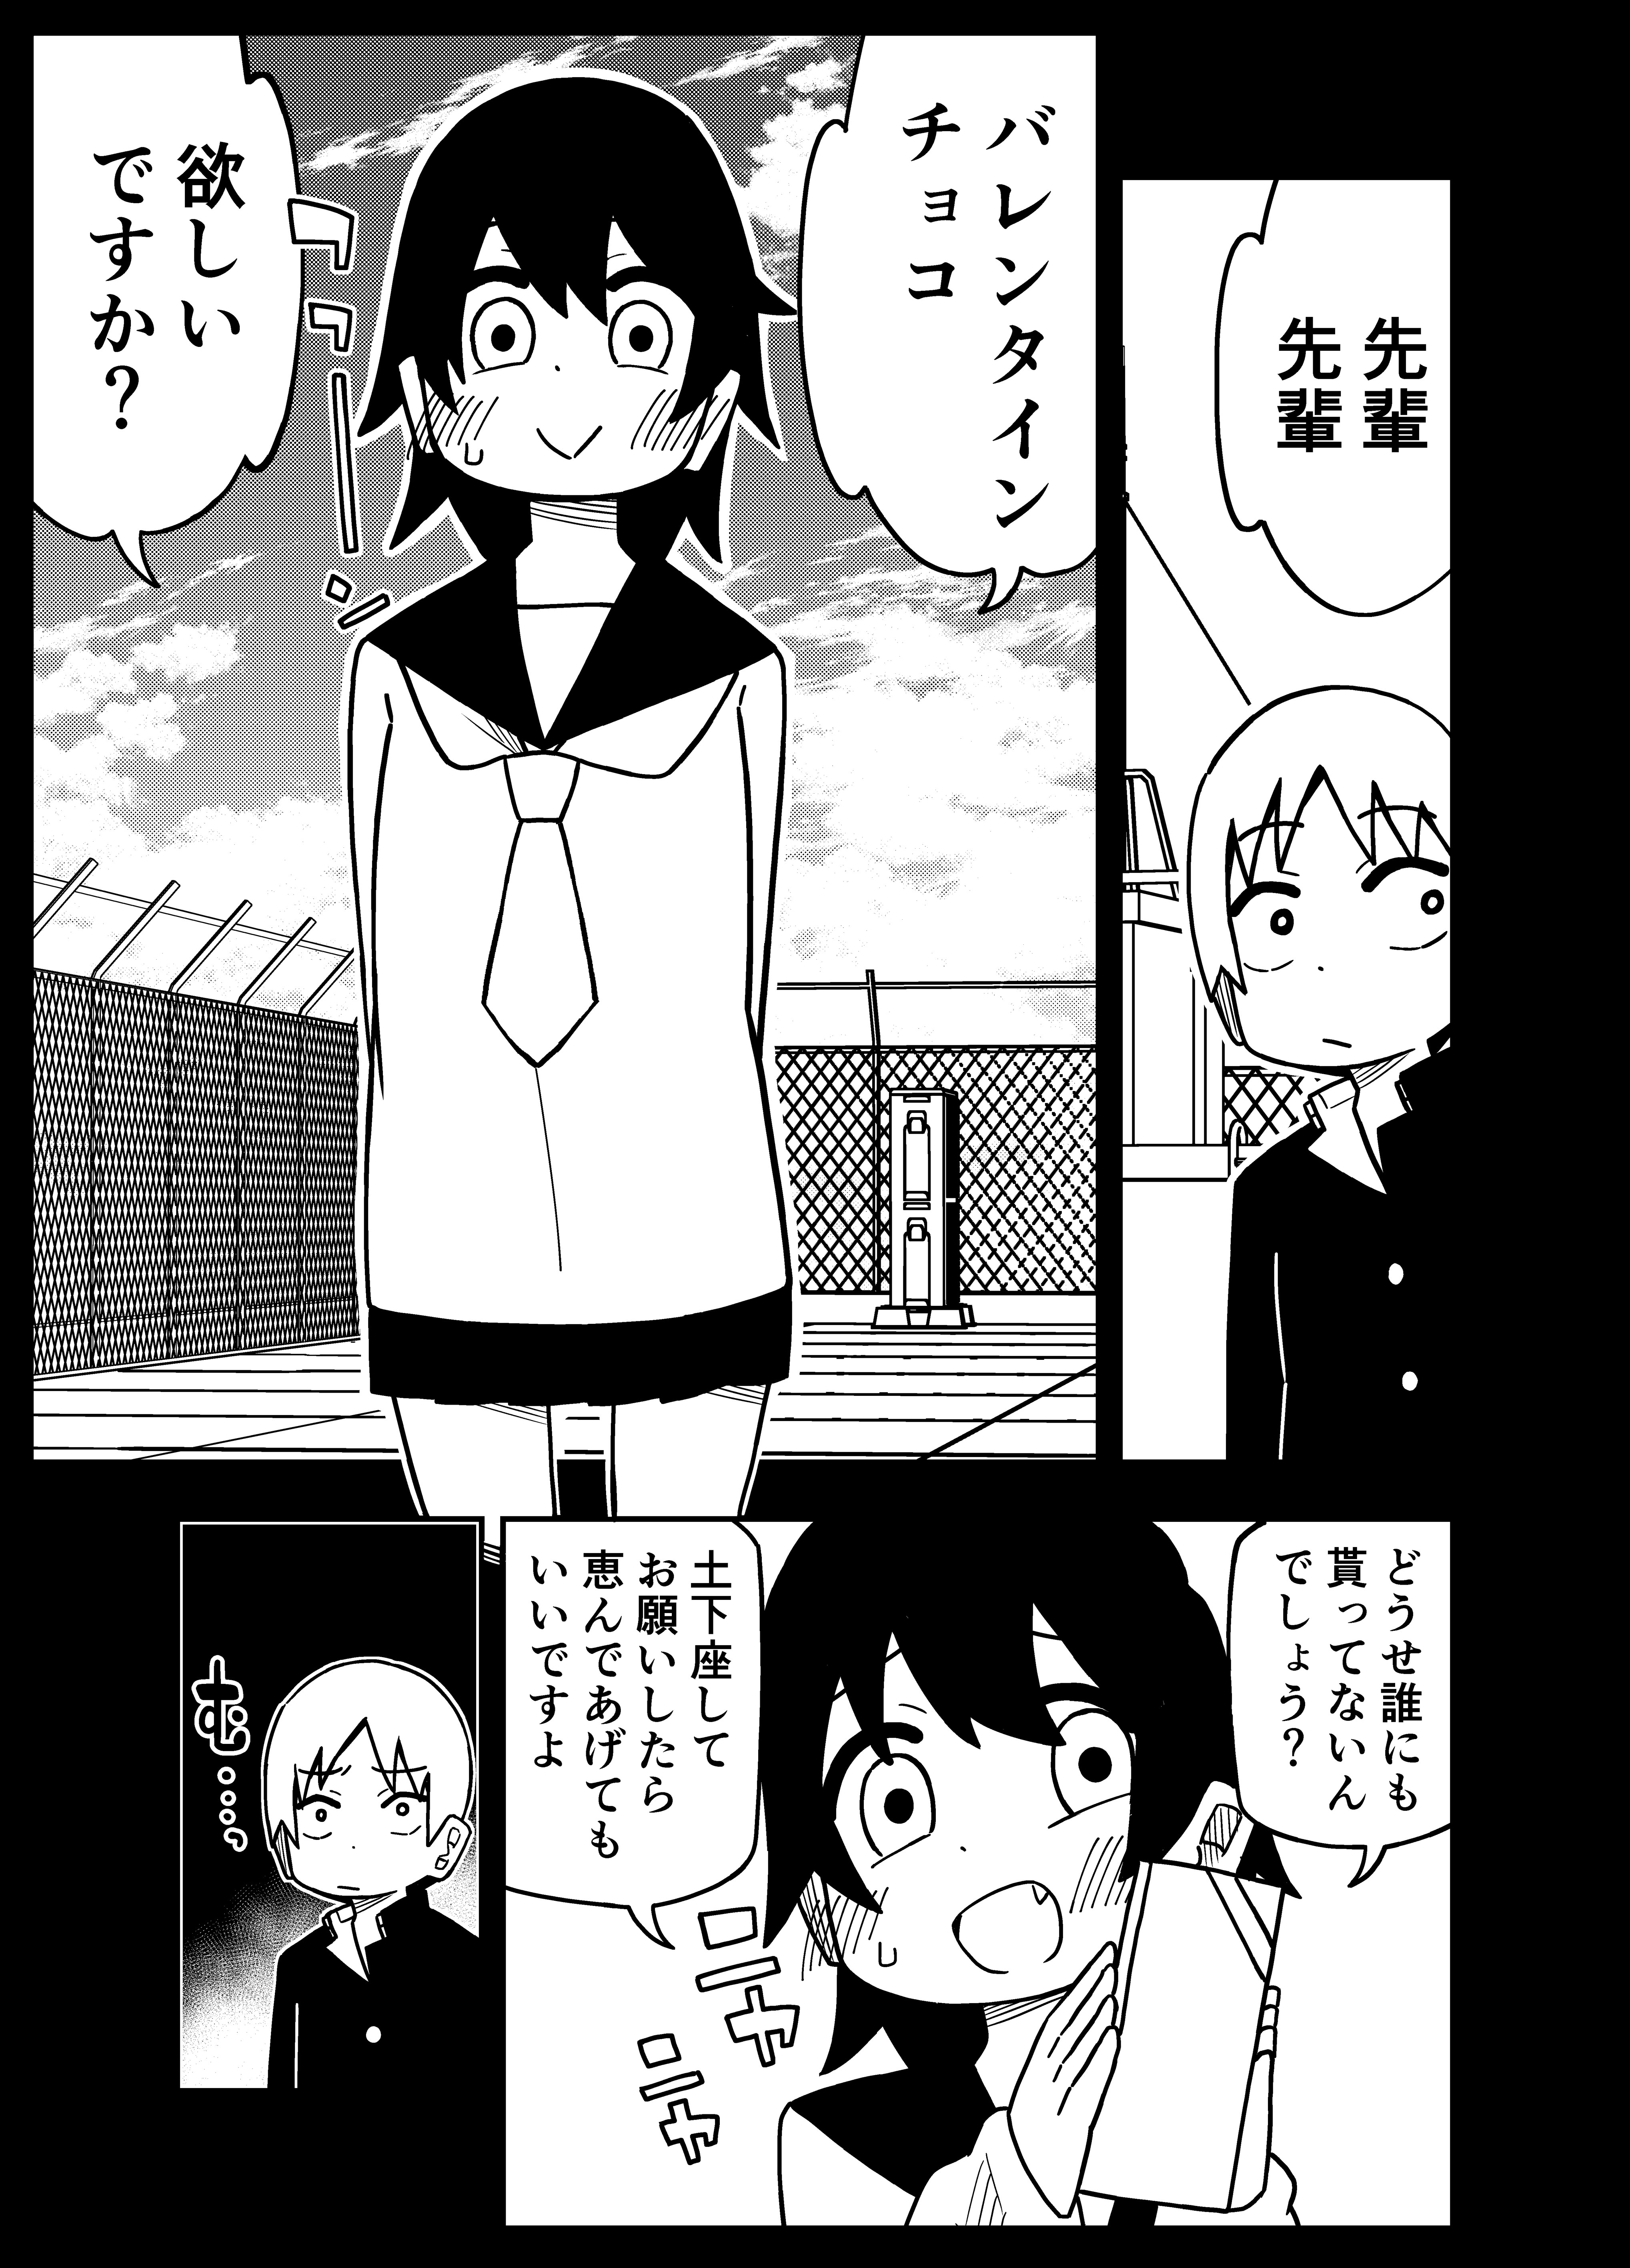 先輩
先輩
バレンタイン
チョコ
欲しい
ですか?
どうせ誰にも
貰ってないん
でしょう?
土下座して
お願いしたら
恵んであげても
いいですよ
ニヤ
ニヤ
む……。